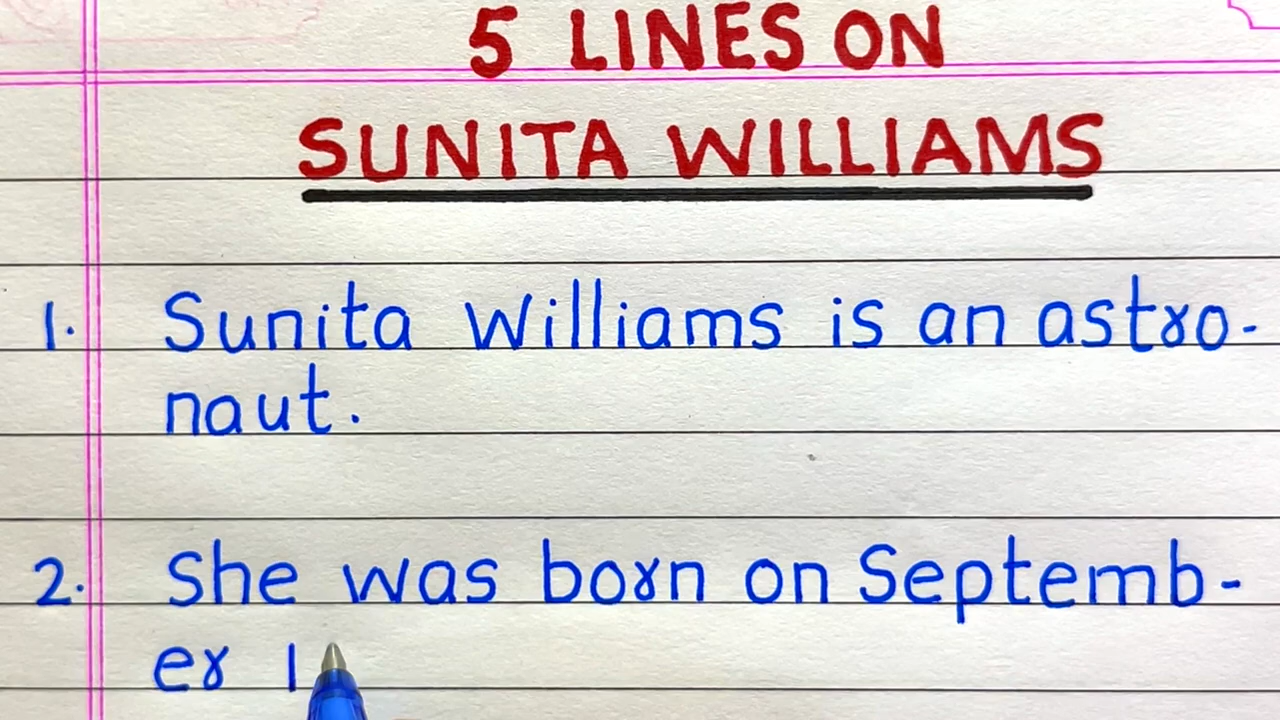 5 LINES ON
SUNITA WILLIAMS
1. Sunita Williams is an astro-
naut.
2. She was born on Septemb-
er 1